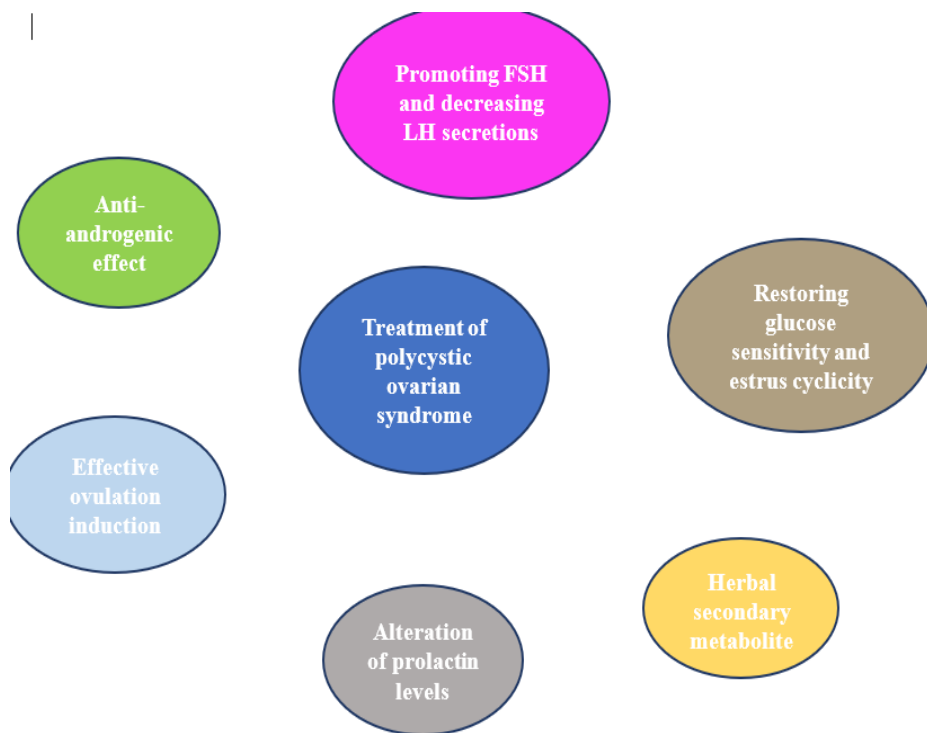 Promoting FSH
and decreasing
LH secretions
Anti-
androgenic
effect
Restoring
glucose
sensitivity and
estrus cyclicity
Treatment of
polycystic
ovarian
syndrome
Effective
ovulation
induction
Herbal
secondary
metabolite
Alteration
of prolactin
levels